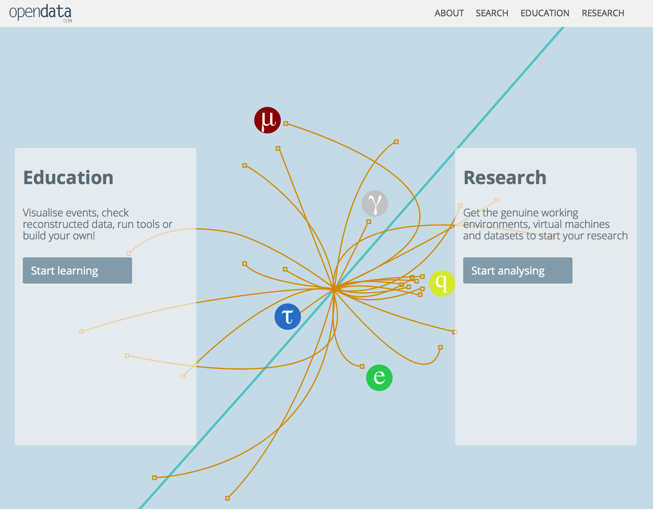 opendata
CERN
ABOUT SEARCH EDUCATION RESEARCH
μ
γ
q
τ
e
Education
Visualise events, check
reconstructed data, run tools or
build your own!
Start learning
Research
Get the genuine working
environments, virtual machines
and datasets to start your research
Start analysing